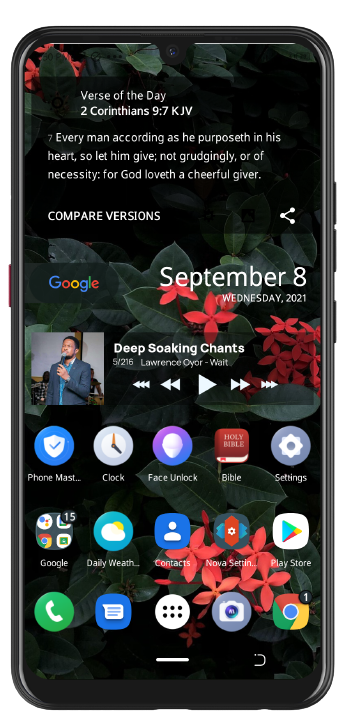 Verse of the Day
2 Corinthians 9:7 KJV
7 Every man according as he purposeth in his
heart, so let him give; not grudgingly, or of
necessity: for God loveth a cheerful giver.
COMPARE VERSIONS
Google
September 8
WEDNESDAY, 2021
Deep Soaking Chants
5/216 Lawrence Oyor - Wait
HOLY
BIBLE
Phone Mast... Clock Face Unlock Bible Settings
15
Google Daily Weath... Contacts Nova Settin... Play Store
1